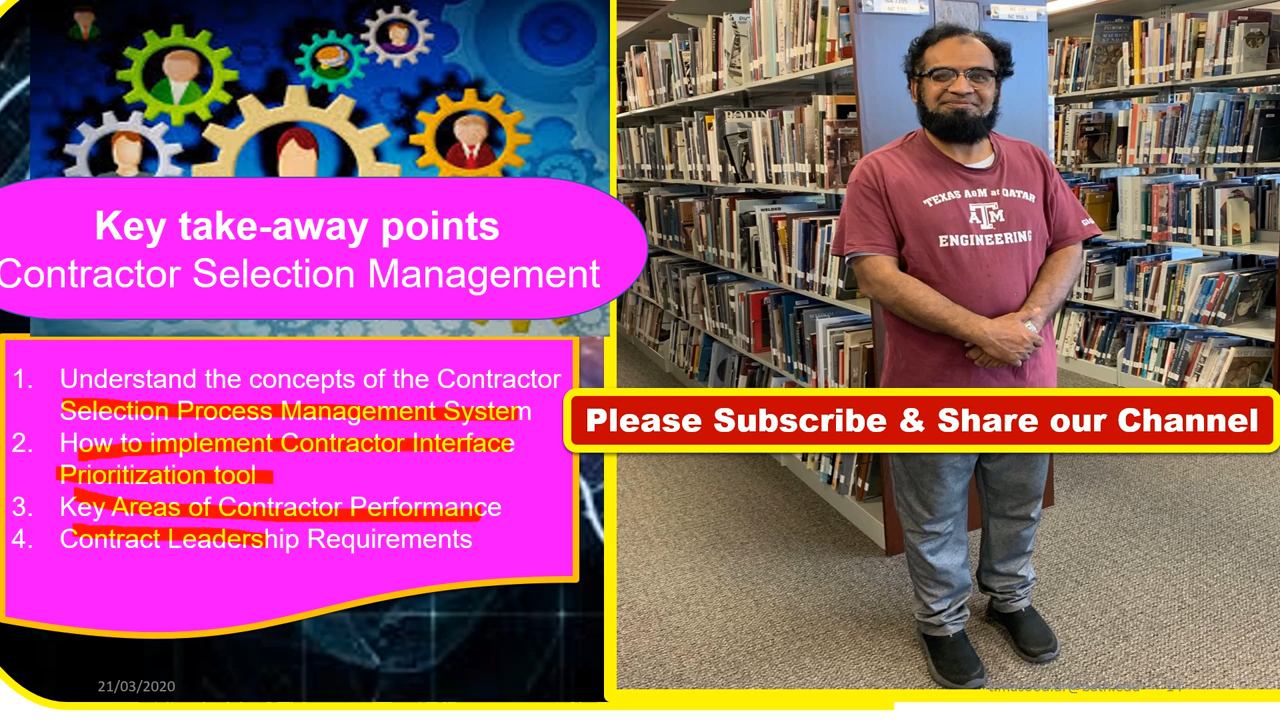 Key take-away points
Contractor Selection Management
1. Understand the concepts of the Contractor
Selection Process Management System
2. How to implement Contractor Interface
Prioritization tool
3. Key Areas of Contractor Performance
4. Contract Leadership Requirements
21/03/2020
TEXAS A&M at QATAR
ATM
ENGINEERING
Please Subscribe & Share our Channel